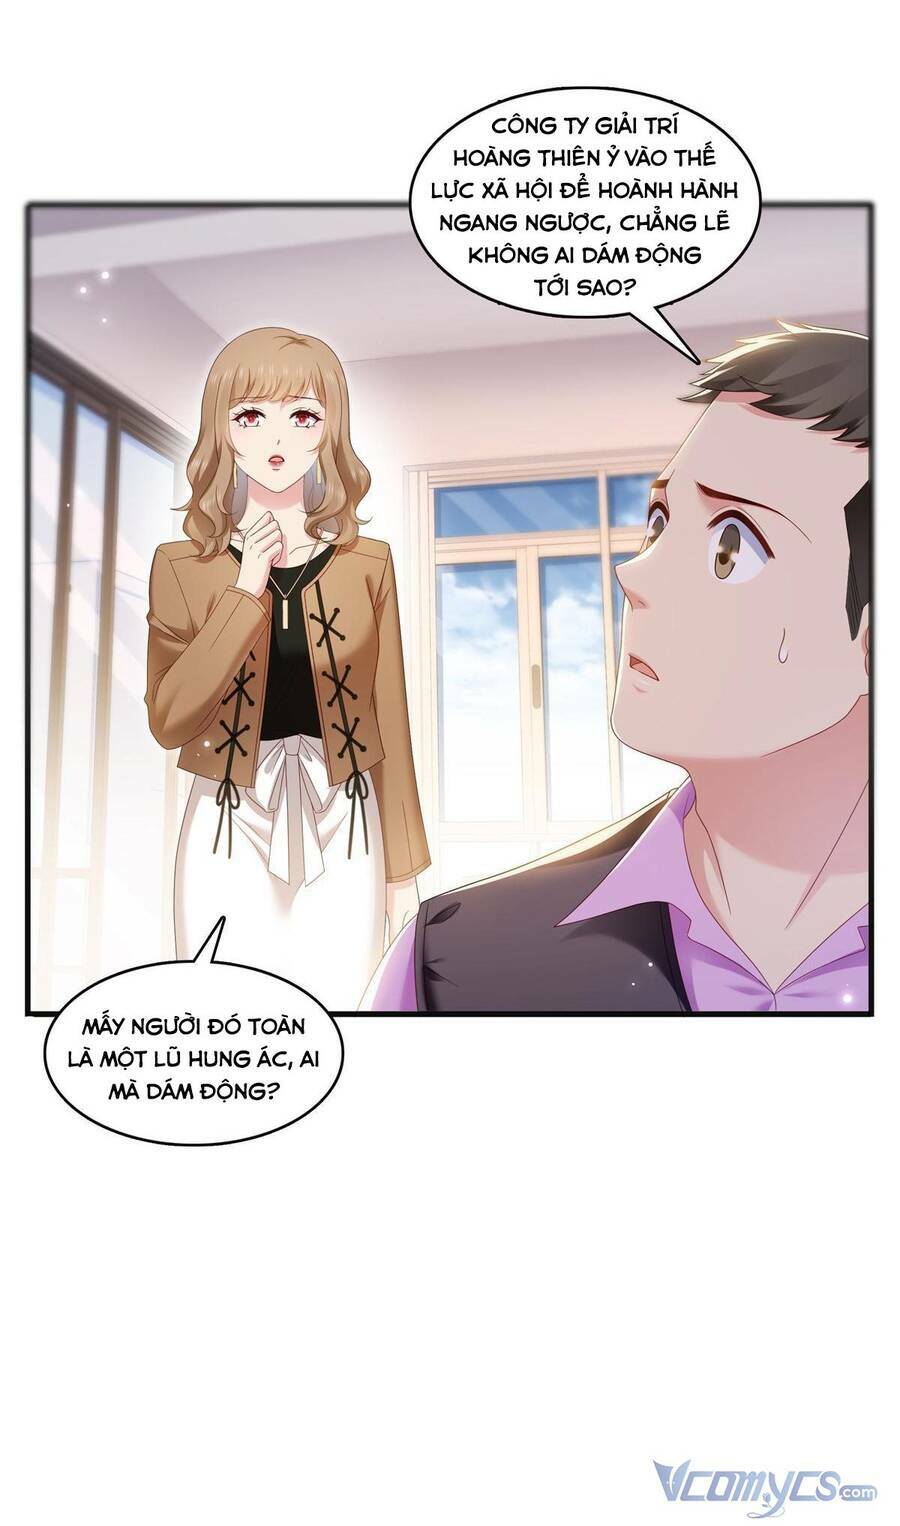 CÔNG TY GIẢI TRÍ
HOÀNG THIÊN Ỷ VÀO THẾ
LỰC XÃ HỘI ĐỂ HOÀNH HÀNH
NGANG NGƯỢC, CHẲNG LẼ
KHÔNG AI DÁM ĐỘNG
TỚI SAO?
MẤY NGƯỜI ĐÓ TOÀN
LÀ MỘT LŨ HUNG ÁC, AI
MÀ DÁM ĐỘNG?
VCOMYCS.com